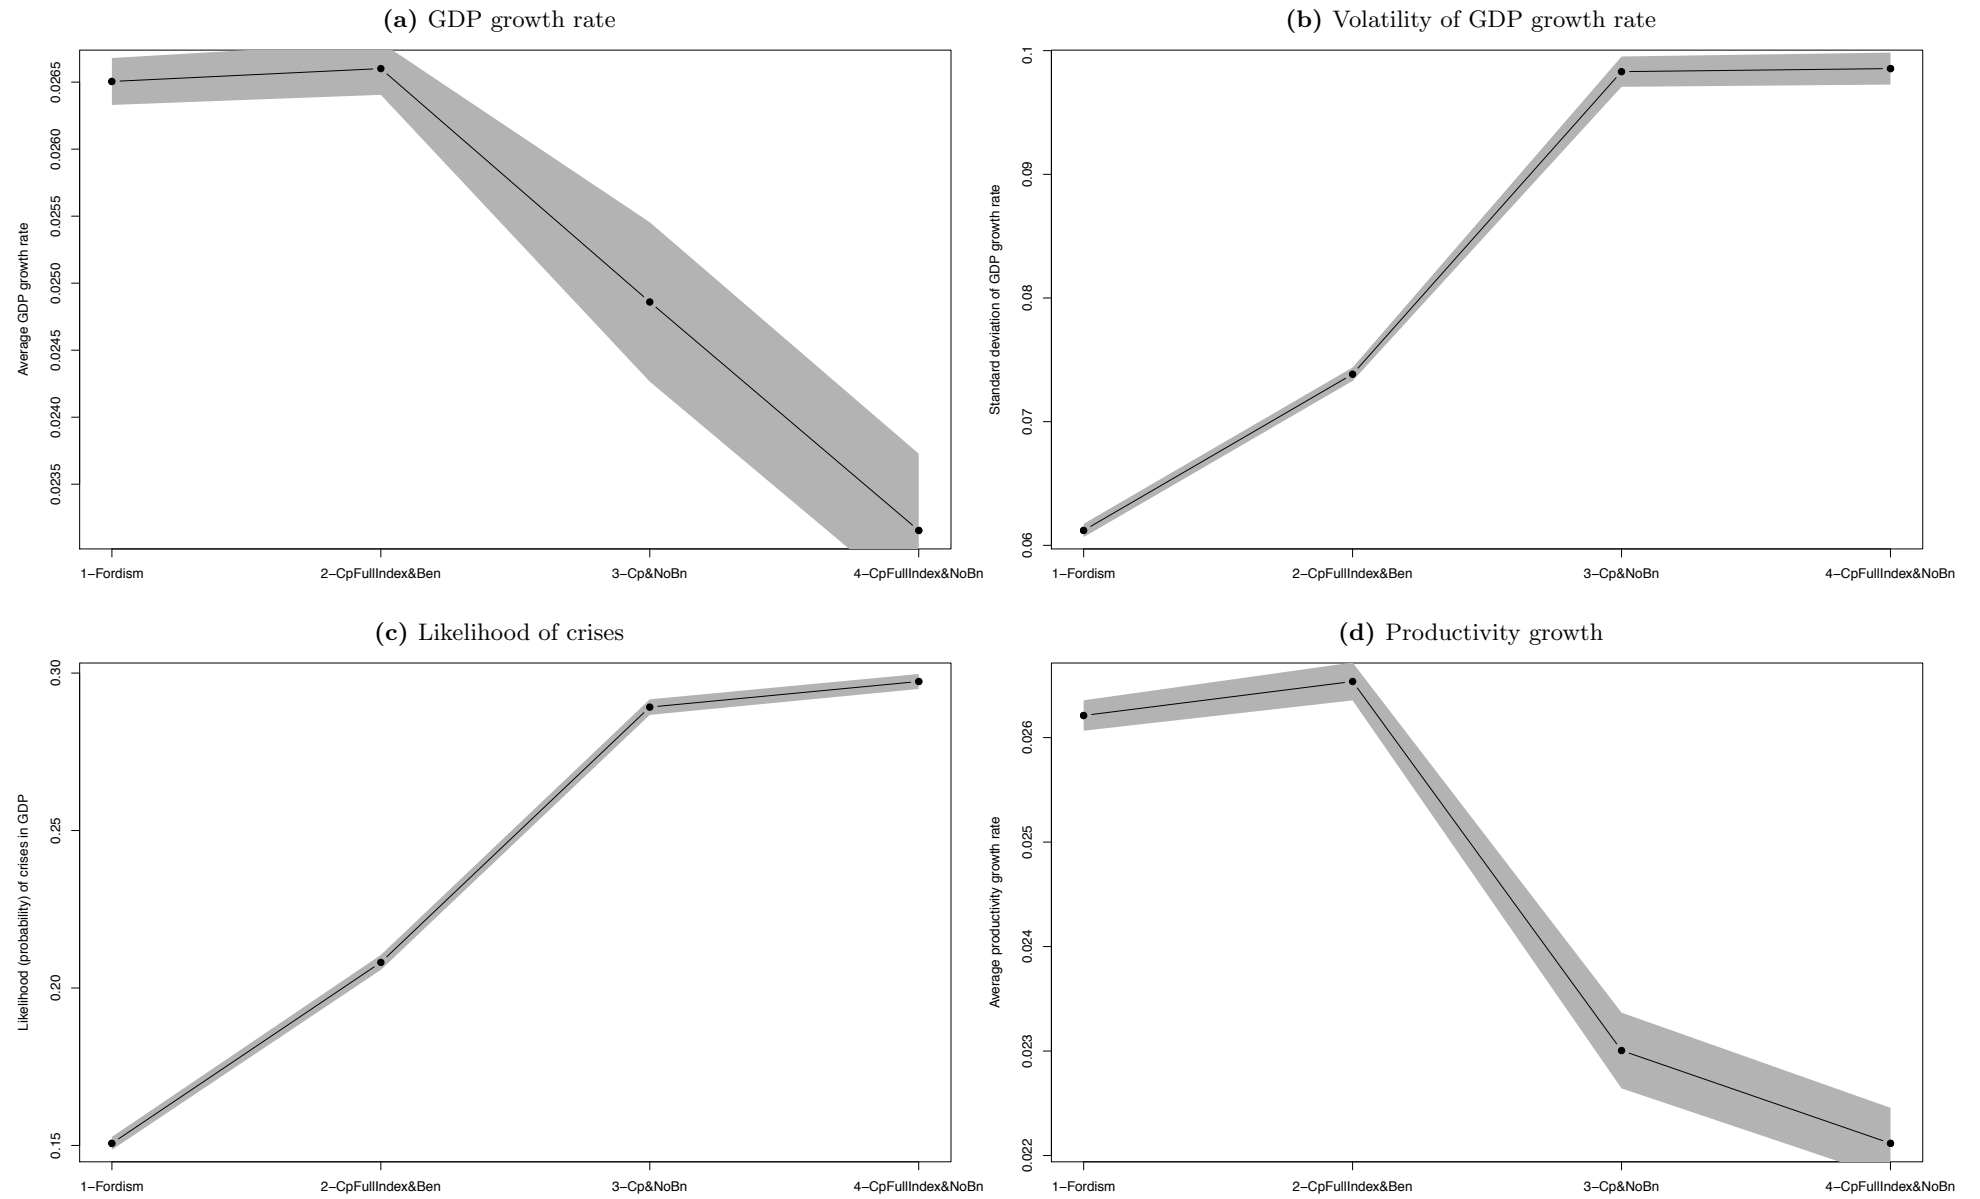 (a) GDP growth rate
Average GDP growth rate
0.0265
0.0260
0.0255
0.0250
0.0245
0.0240
0.0235
1−Fordism
2−CpFullIndex&Ben
3−Cp&NoBn
4−CpFullIndex&NoBn
(b) Volatility of GDP growth rate
Standard deviation of GDP growth rate
0.1
0.09
0.08
0.07
0.06
1−Fordism
2−CpFullIndex&Ben
3−Cp&NoBn
4−CpFullIndex&NoBn
(c) Likelihood of crises
Likelihood (probability) of crises in GDP
0.30
0.25
0.20
0.15
1−Fordism
2−CpFullIndex&Ben
3−Cp&NoBn
4−CpFullIndex&NoBn
(d) Productivity growth
Average productivity growth rate
0.026
0.025
0.024
0.023
0.022
1−Fordism
2−CpFullIndex&Ben
3−Cp&NoBn
4−CpFullIndex&NoBn